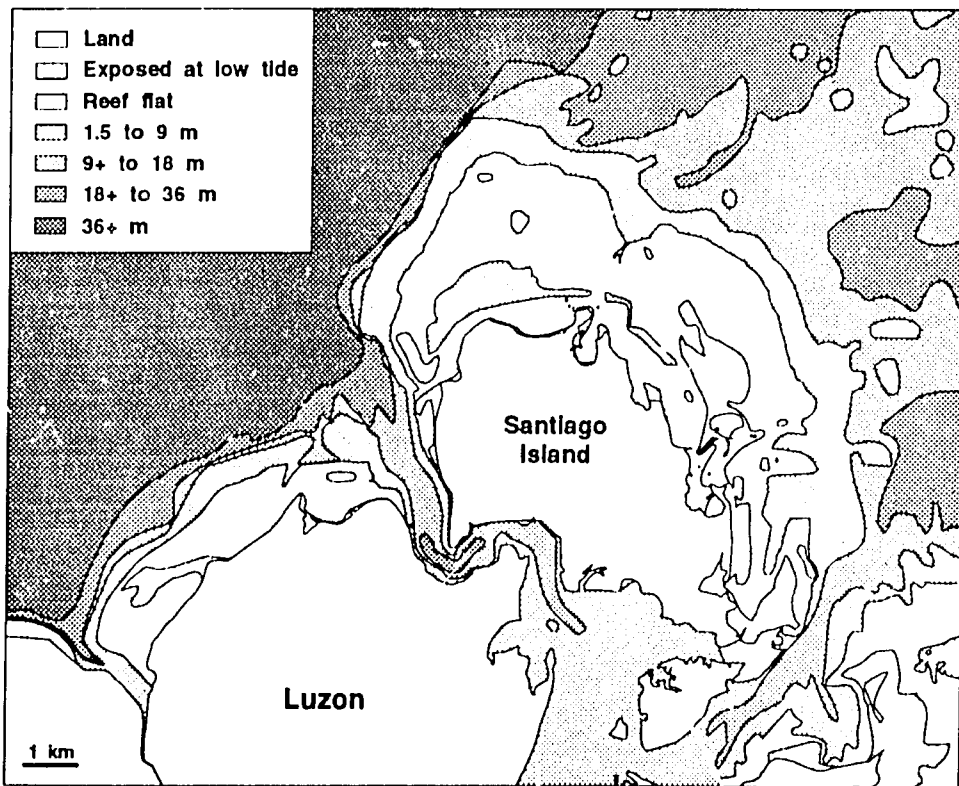 Land
Exposed at low tide
Reef flat
1.5 to 9 m
9+ to 18 m
18+ to 36 m
36+ m
Santiago
Island
Luzon
1 km